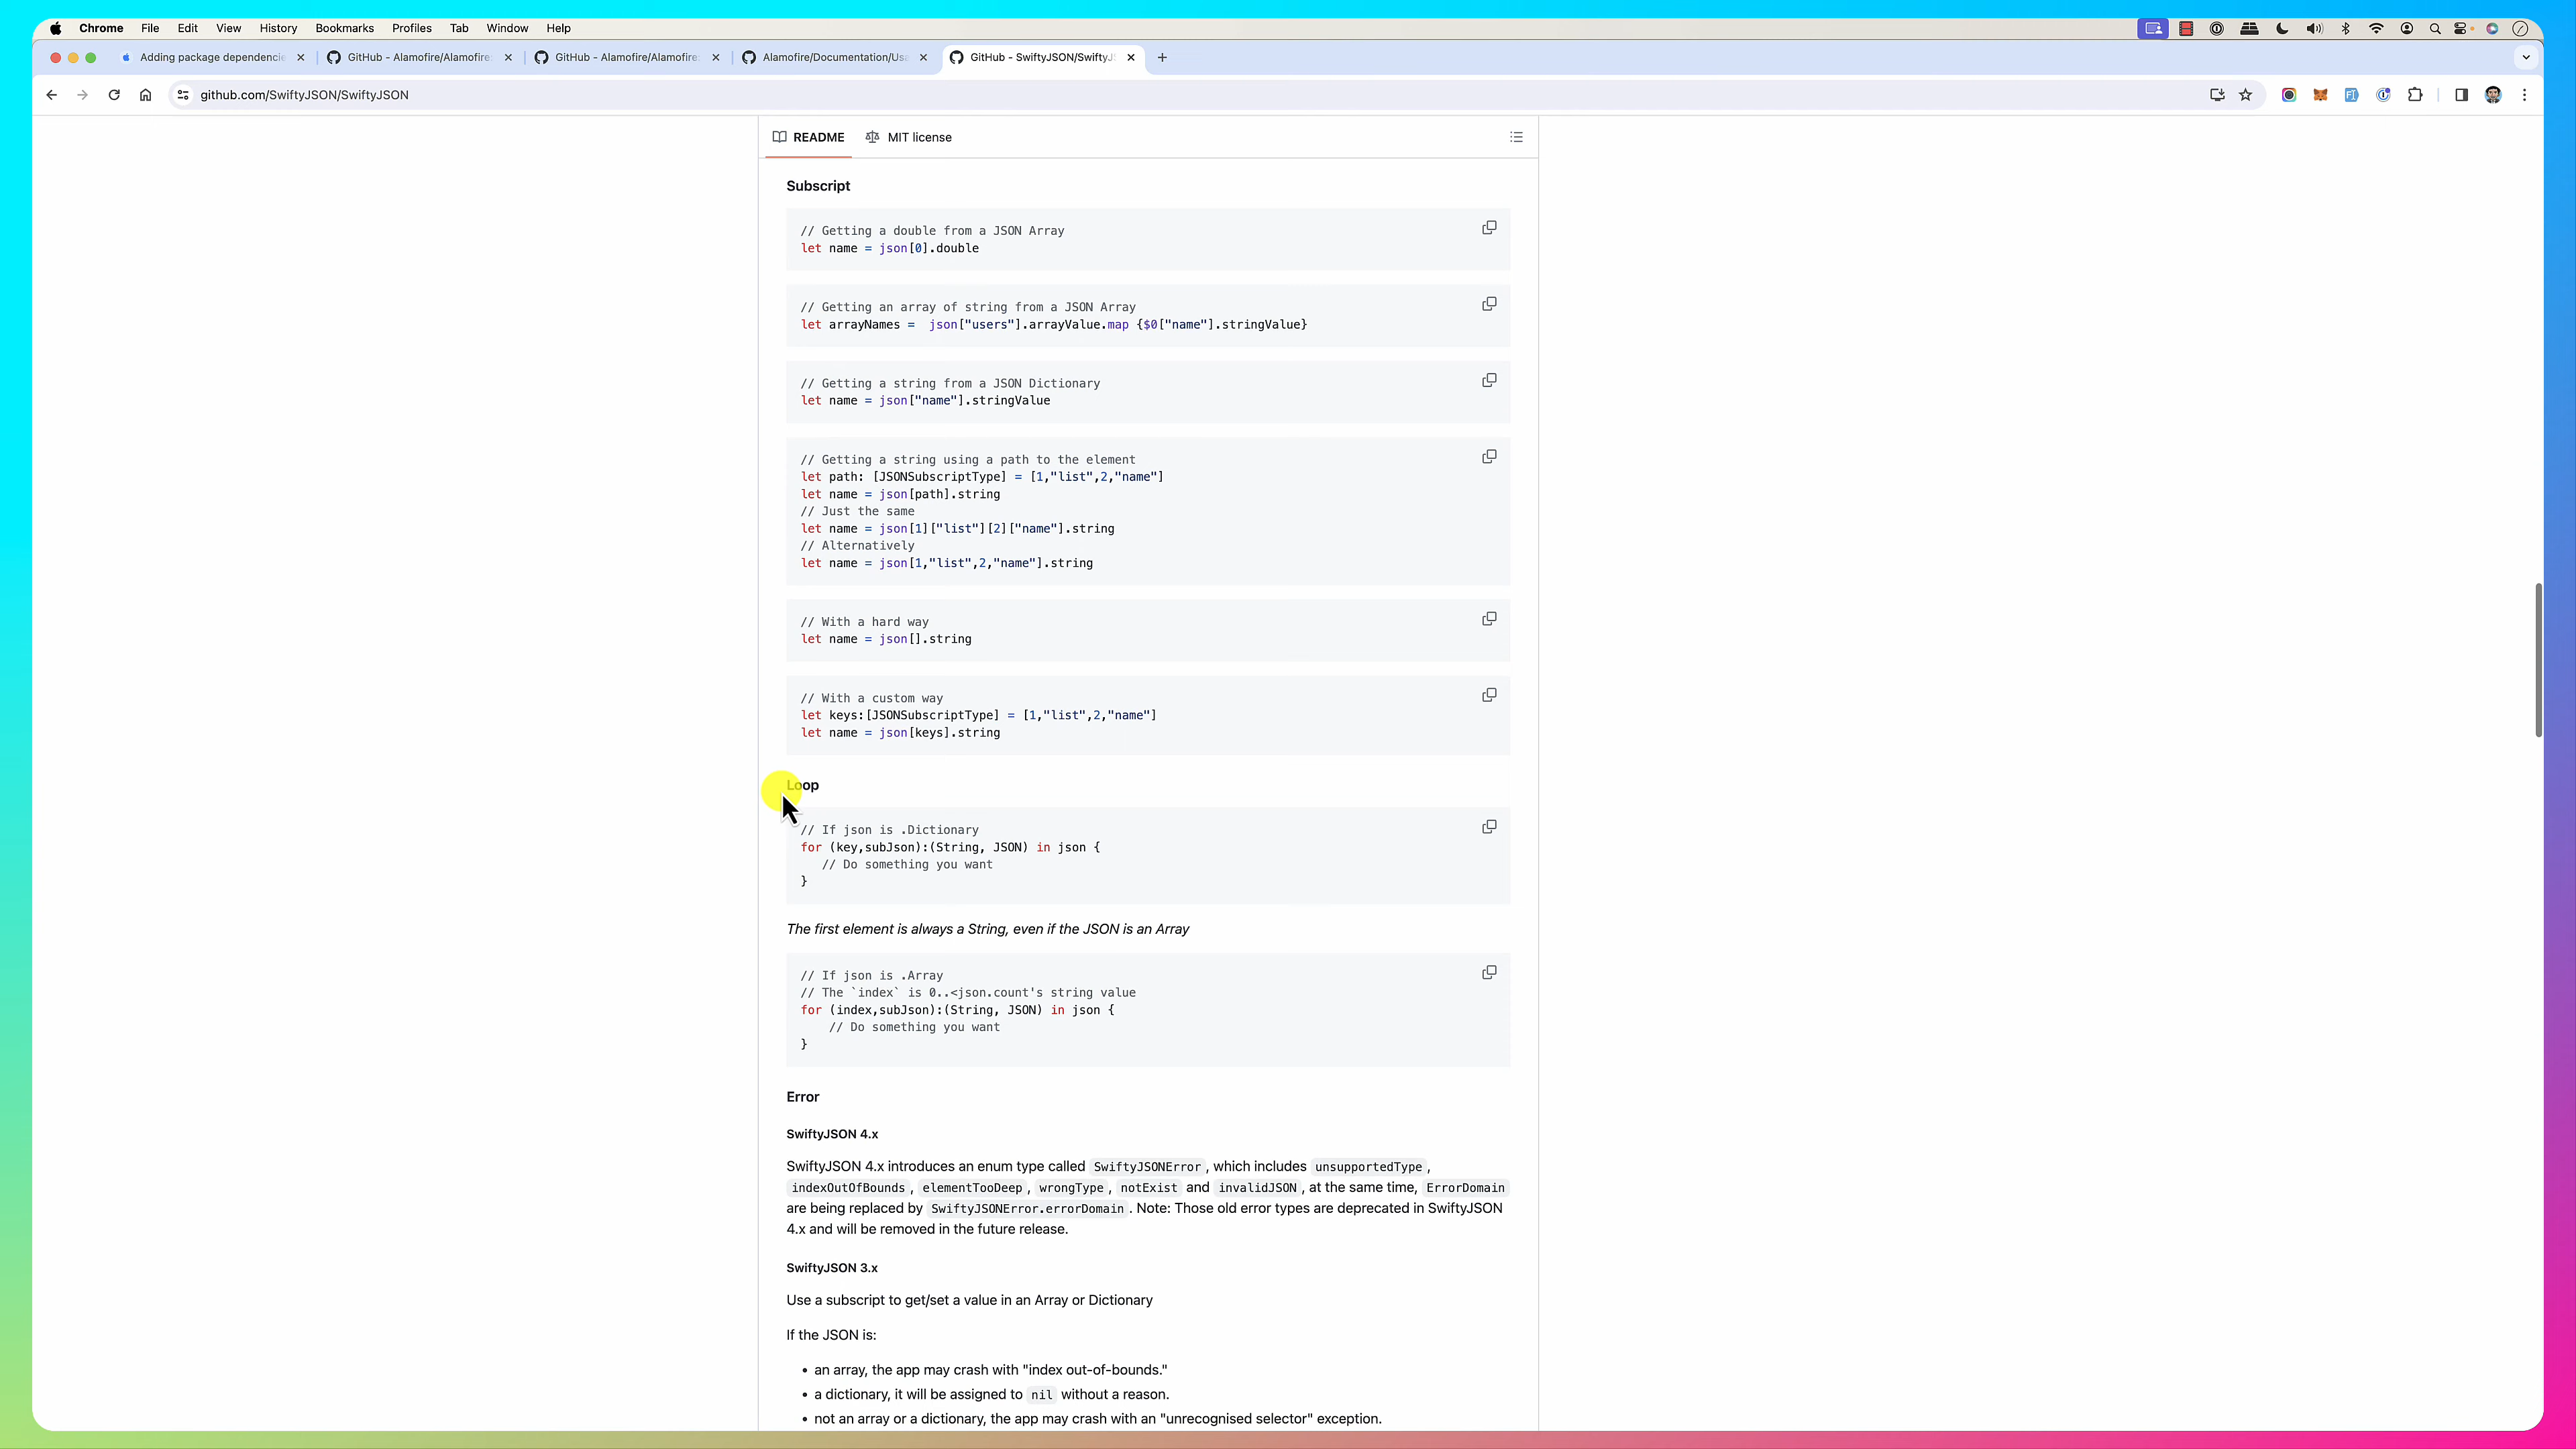 Chrome File Edit View History Bookmarks Profiles Tab Window Help
Adding package dependencie GitHub - Alamofire/Alamofire: GitHub - Alamofire/Alamofire: Alamofire/Documentation/Usa GitHub - SwiftyJSON/SwiftyJS
github.com/SwiftyJSON/SwiftyJSON
README MIT license
Subscript
// Getting a double from a JSON Array
let name = json[0].double
// Getting an array of string from a JSON Array
let arrayNames =  json["users"].arrayValue.map {$0["name"].stringValue}
// Getting a string from a JSON Dictionary
let name = json["name"].stringValue
// Getting a string using a path to the element
let path: [JSONSubscriptType] = [1,"list",2,"name"]
let name = json[path].string
// Just the same
let name = json[1]["list"][2]["name"].string
// Alternatively
let name = json[1,"list",2,"name"].string
// With a hard way
let name = json[].string
// With a custom way
let keys:[JSONSubscriptType] = [1,"list",2,"name"]
let name = json[keys].string
Loop
// If json is .Dictionary
for (key,subJson):(String, JSON) in json {
// Do something you want
}
The first element is always a String, even if the JSON is an Array
// If json is .Array
// The `index` is 0..<json.count's string value
for (index,subJson):(String, JSON) in json {
// Do something you want
}
Error
SwiftyJSON 4.x
SwiftyJSON 4.x introduces an enum type called SwiftyJSONError, which includes unsupportedType,
indexOutOfBounds, elementTooDeep, wrongType, notExist and invalidJSON, at the same time, ErrorDomain
are being replaced by SwiftyJSONError.errorDomain. Note: Those old error types are deprecated in SwiftyJSON
4.x and will be removed in the future release.
SwiftyJSON 3.x
Use a subscript to get/set a value in an Array or Dictionary
If the JSON is:
• an array, the app may crash with "index out-of-bounds."
• a dictionary, it will be assigned to nil without a reason.
• not an array or a dictionary, the app may crash with an "unrecognised selector" exception.